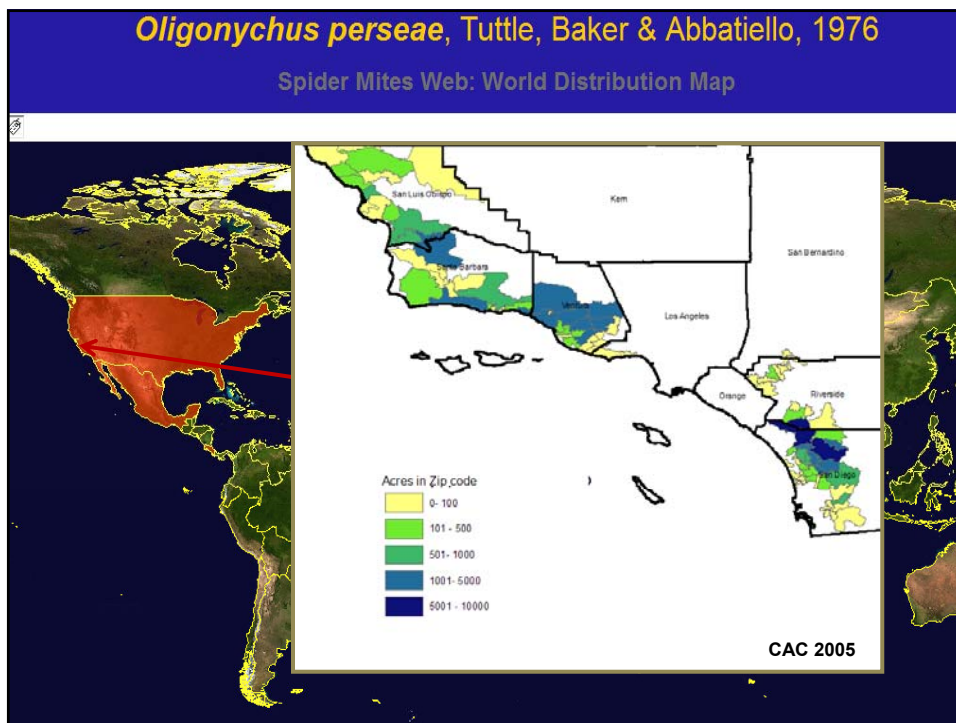 Oligonychus perseae, Tuttle, Baker & Abbatiello, 1976
Spider Mites Web: World Distribution Map
San Luis Obispo
Kern
San Bernardino
Santa Barbara
Ventura
Los Angeles
Orange
Riverside
San Diego
Acres in Zip code
0- 100
101 - 500
501- 1000
1001- 5000
5001 - 10000
CAC 2005